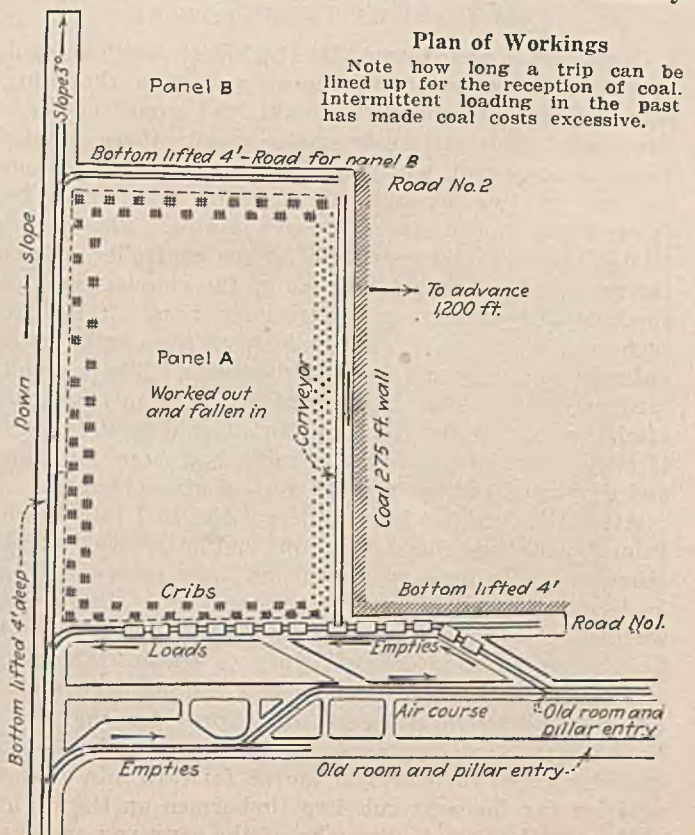 Plan of Workings
Note how long a trip can be
lined up for the reception of coal.
Intermittent loading in the past
has made coal costs excessive.
Slope 3°
Panel B
Bottom lifted 4'-Road for panel B
Road No.2
slope
Down
To advance
1,200 ft.
Panel A
Worked out
and fallen in
Conveyor
Coal 275 ft. wall
Bottom lifted 4' deep
Cribs
Bottom lifted 4'
Road No1.
Loads
Empties
Air course
Old room and
pillar entry
Empties
Old room and pillar entry